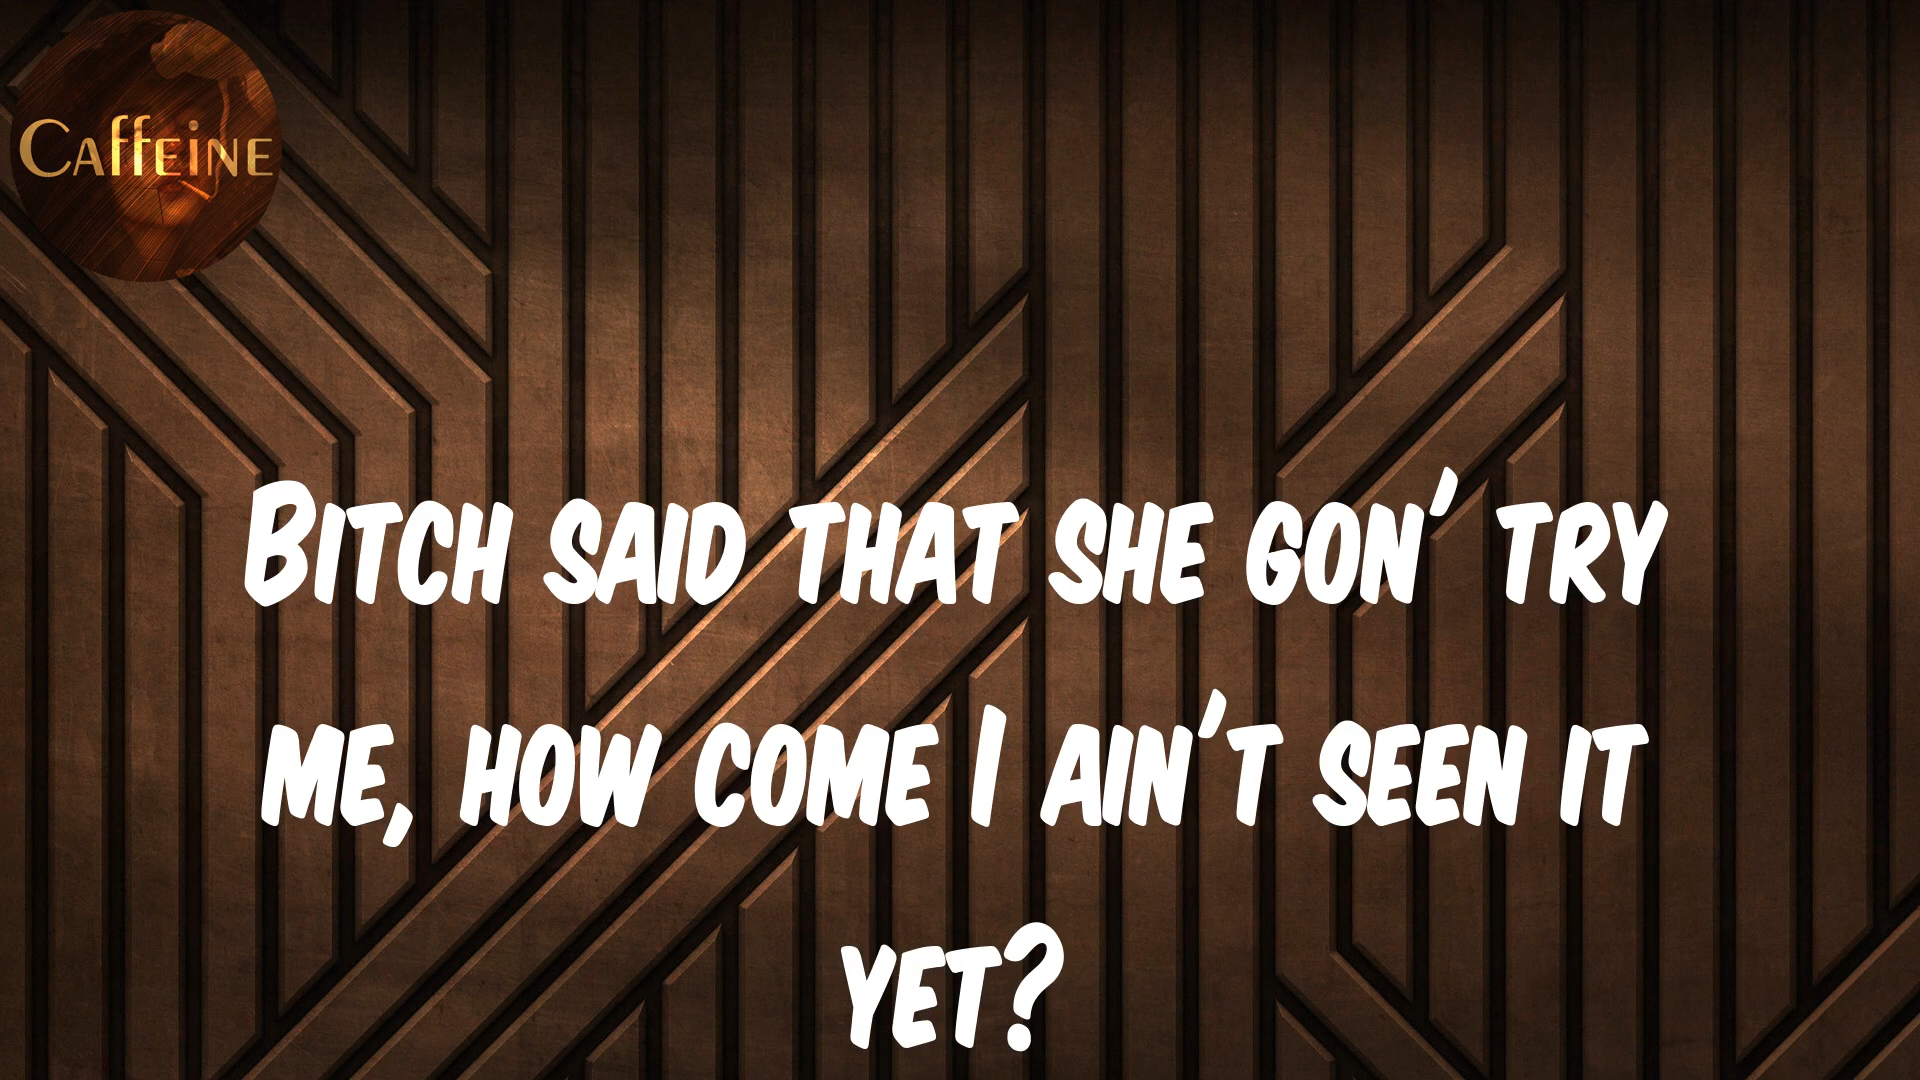 Caffeine
Bitch said that she gon' try
me, how come I ain't seen it
yet?